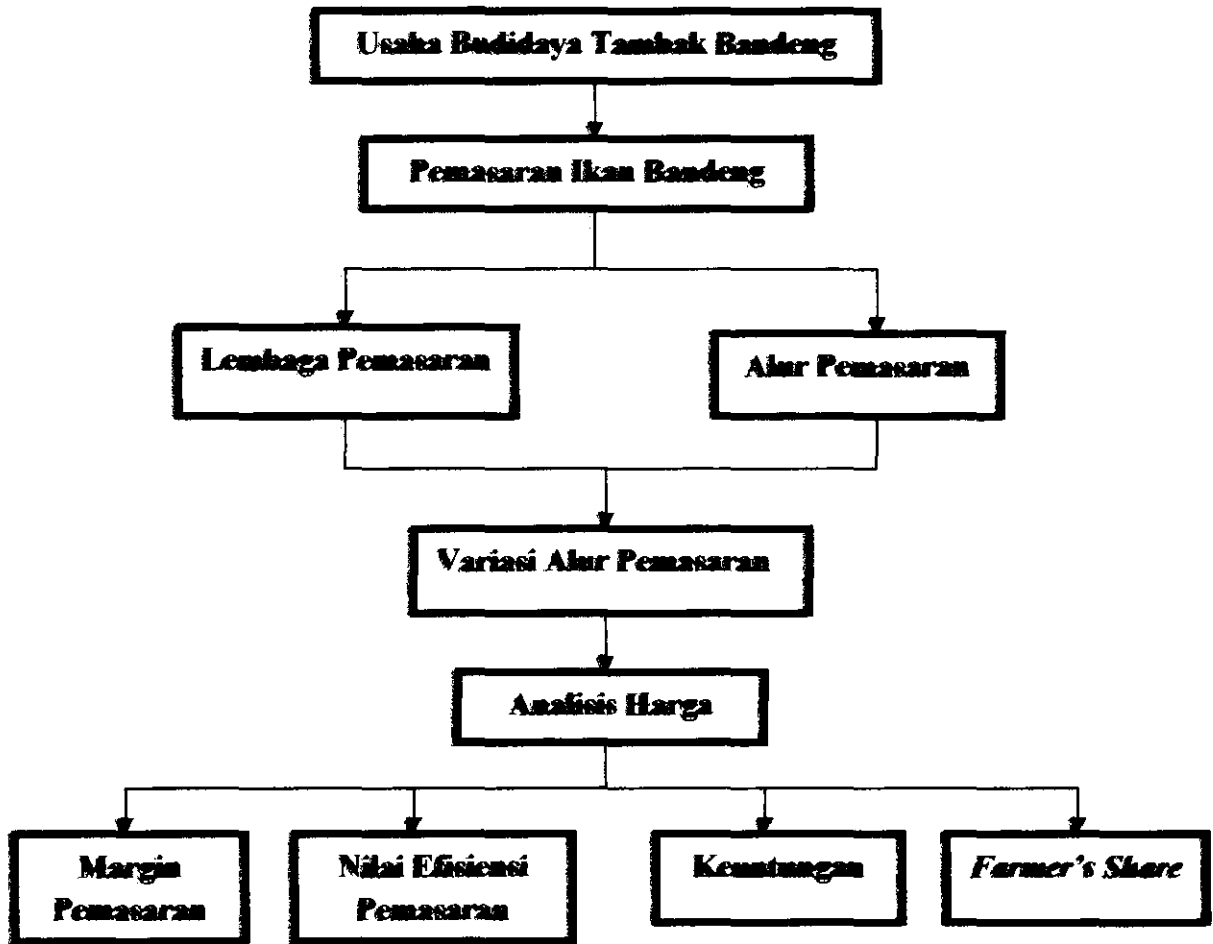 Usaha Budidaya Tambak Bandeng
Pemasaran Ikan Bandeng
Lembaga Pemasaran
Alur Pemasaran
Variasi Alur Pemasaran
Analisis Harga
Margin
Pemasaran
Nilai Efisiensi
Pemasaran
Keuntungan
Farmer's Share